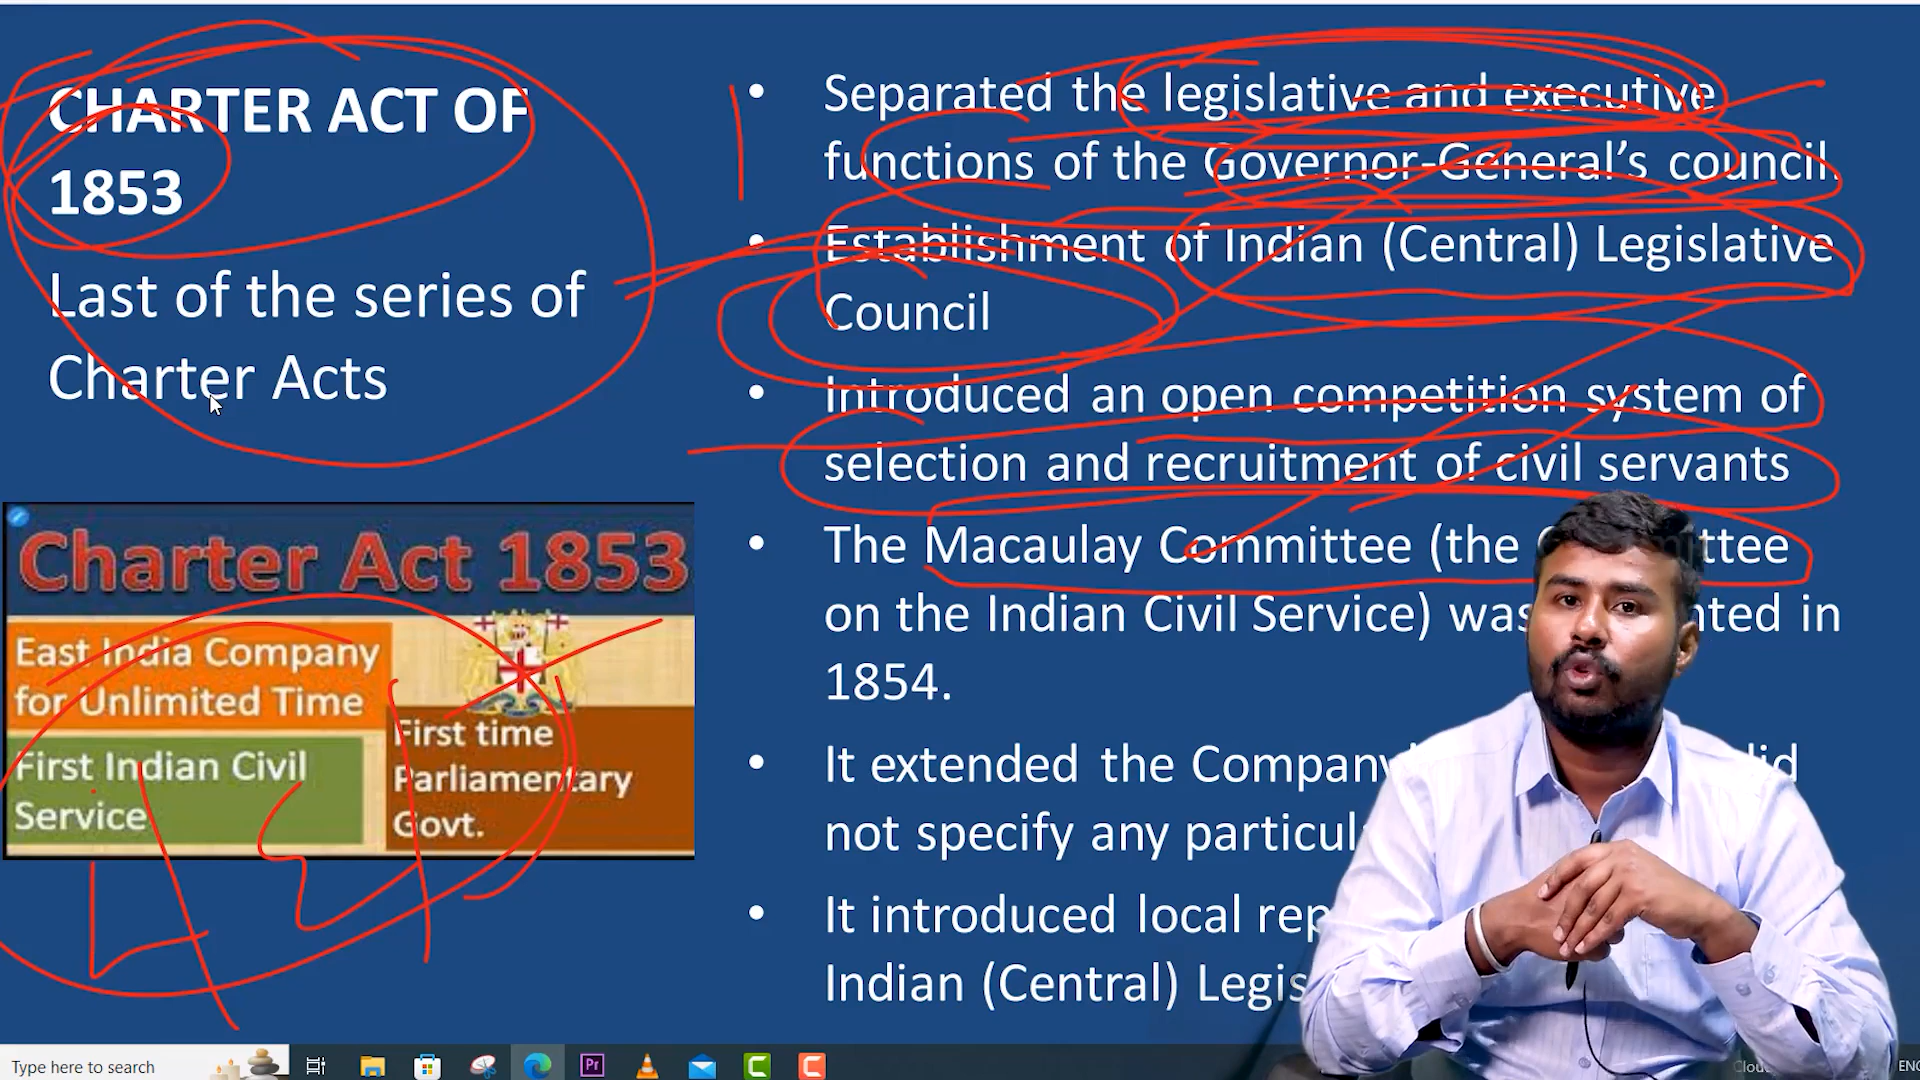 CHARTER ACT OF
1853
Last of the series of
Charter Acts
• Separated the legislative and executive
functions of the Governor-General’s council.
• Establishment of Indian (Central) Legislative
Council
• Introduced an open competition system of
selection and recruitment of civil servants
• The Macaulay Committee (the
on the Indian Civil Service) was in
1854.
• It extended the
not specify any
• It introduced local
Indian (Central)
Charter Act 1853
East India Company
for Unlimited Time
First Indian Civil
Service
First time
Parliamentary
Govt.
1854
Type here to search
Pr